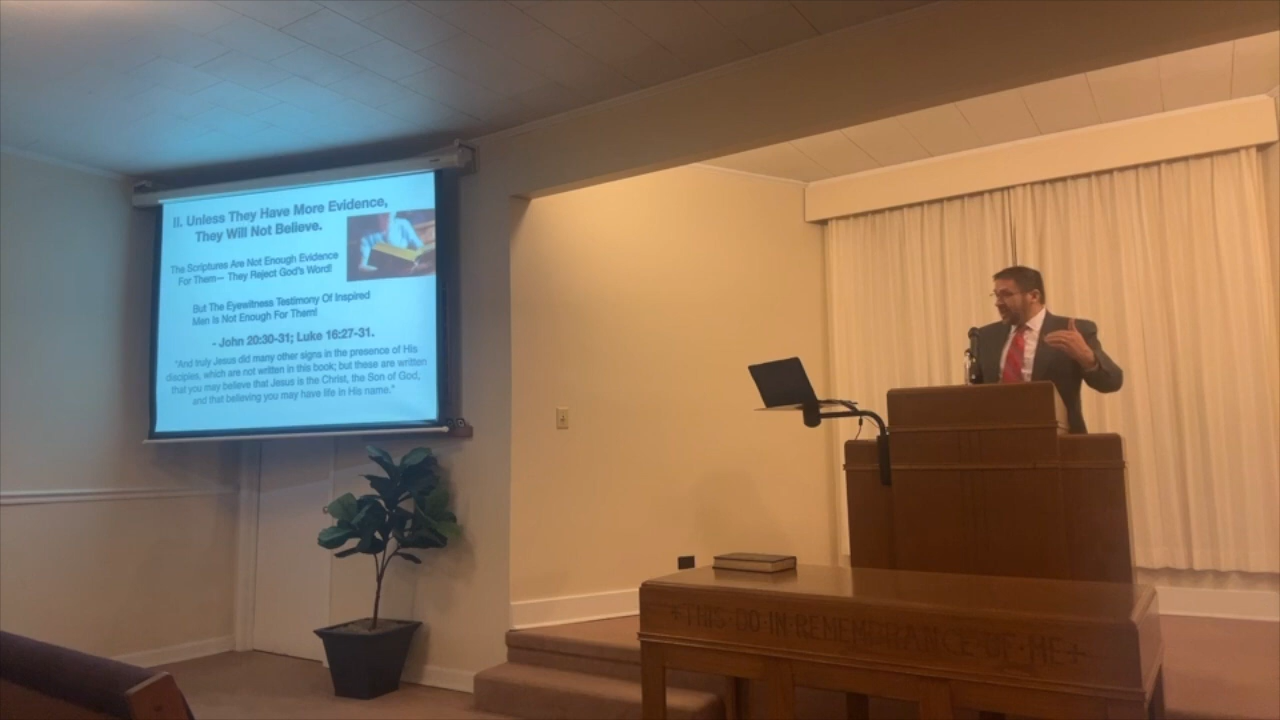 II. Unless They Have More Evidence,
They Will Not Believe.
The Scriptures Are Not Enough Evidence
For Them— They Reject God's Word!
But The Eyewitness Testimony Of Inspired
Men Is Not Enough For Them!
- John 20:30-31; Luke 16:27-31.
"And truly Jesus did many other signs in the presence of His
disciples, which are not written in this book; but these are written
that you may believe that Jesus is the Christ, the Son of God,
and that believing you may have life in His name."
+THIS·DO·IN·REMEMBRANCE·OF·ME+